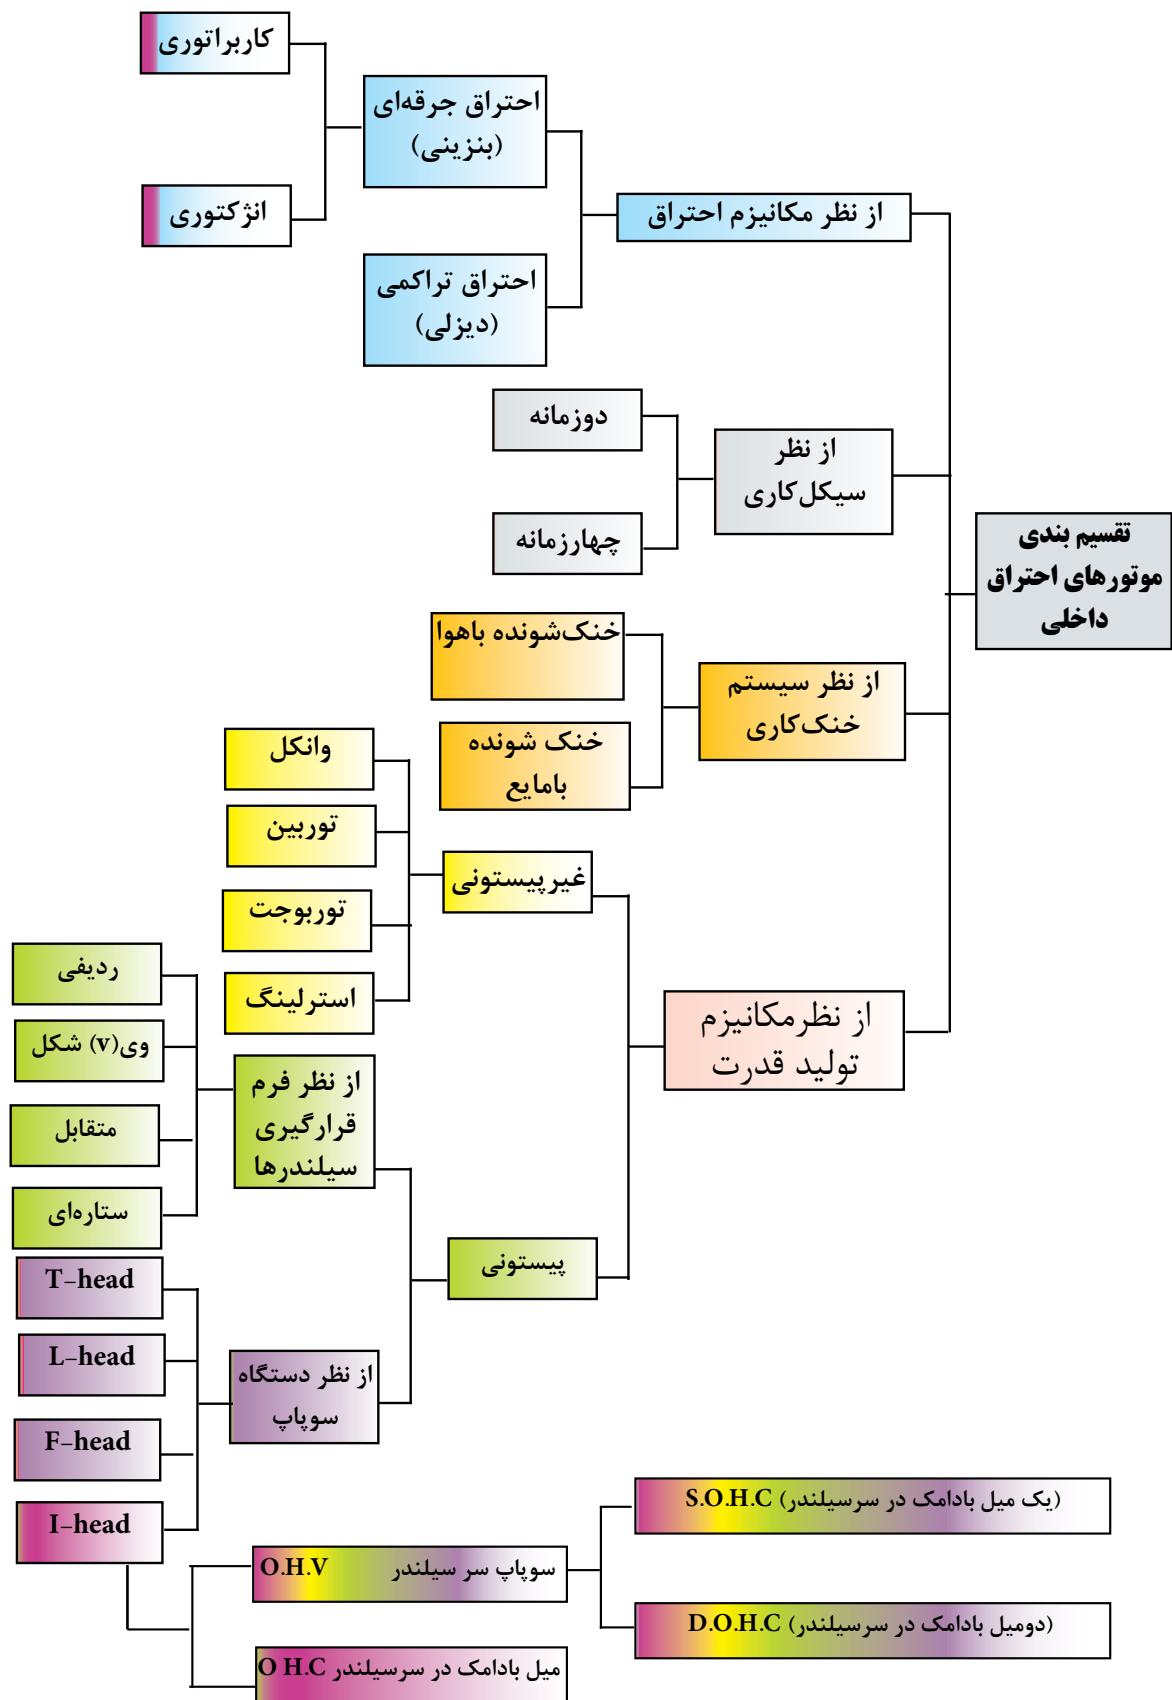 تقسیم بندی
موتورهای احتراق
داخلی
از نظر مکانیزم احتراق
احتراق جرقه‌ای
(بنزینی)
کاربراتوری
انژکتوری
احتراق تراکمی
(دیزلی)
از نظر
سیکل کاری
دوزمانه
چهارزمانه
از نظر سیستم
خنک‌کاری
خنک‌شونده باهوا
خنک شونده
بامایع
از نظرمکانیزم
تولید قدرت
غیرپیستونی
وانکل
توربین
توربوجت
استرلینگ
پیستونی
از نظر فرم
قرارگیری
سیلندرها
ردیفی
وی(v) شکل
متقابل
ستاره‌ای
از نظر دستگاه
سوپاپ
T-head
L-head
F-head
I-head
سوپاپ سر سیلندر O.H.V
S.O.H.C (یک میل بادامک در سرسیلندر)
D.O.H.C (دومیل بادامک در سرسیلندر)
میل بادامک در سرسیلندر O H.C